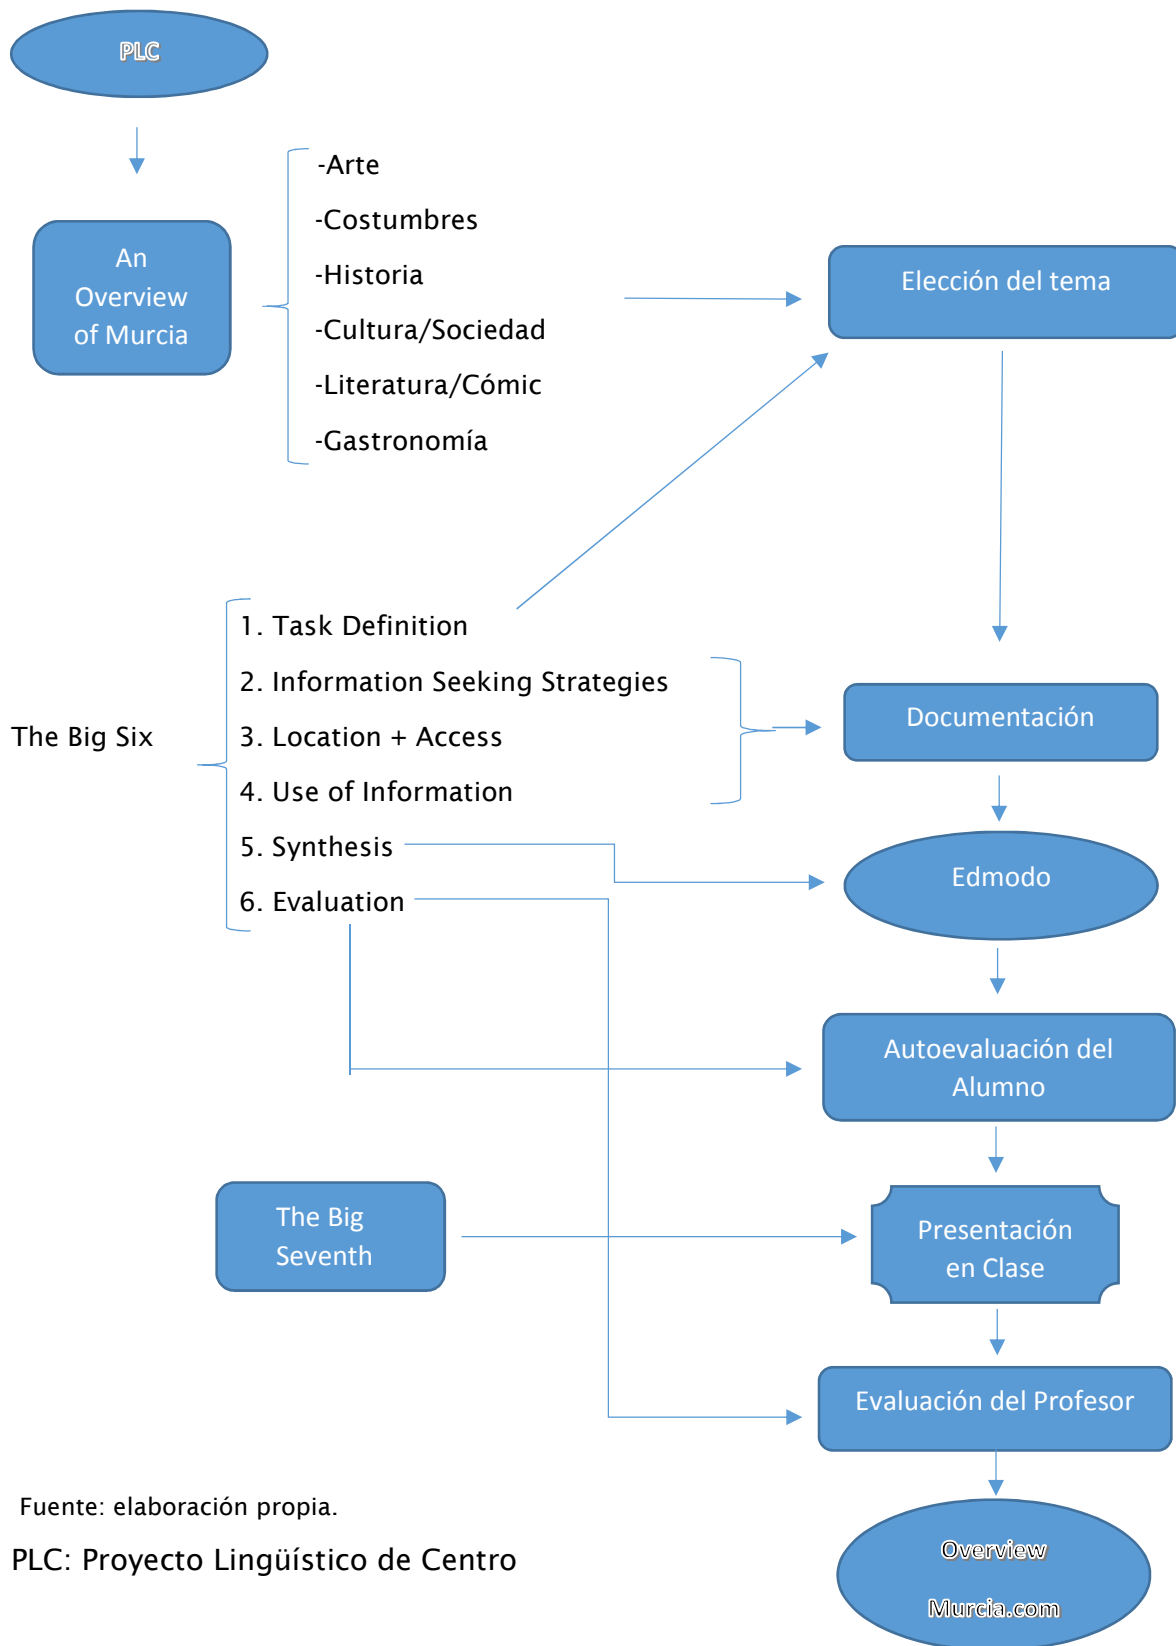 PLC
An
Overview
of Murcia
-Arte
-Costumbres
-Historia
-Cultura/Sociedad
-Literatura/Cómic
-Gastronomía
Elección del tema
The Big Six
1. Task Definition
2. Information Seeking Strategies
3. Location + Access
4. Use of Information
5. Synthesis
6. Evaluation
Documentación
Edmodo
Autoevaluación del
Alumno
The Big
Seventh
Presentación
en Clase
Evaluación del Profesor
Overview
Murcia.com
Fuente: elaboración propia.
PLC: Proyecto Lingüístico de Centro